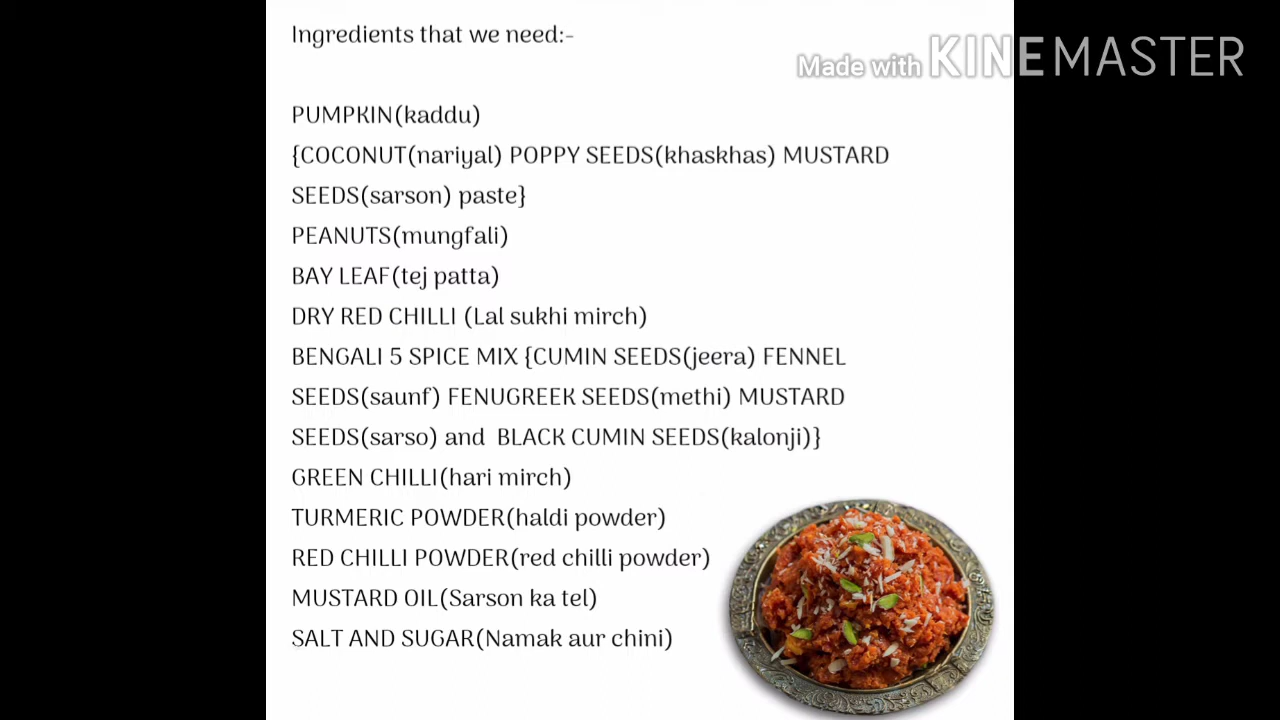 Ingredients that we need:-
Made with KINEMASTER
PUMPKIN(kaddu)
{COCONUT(nariyal) POPPY SEEDS(khaskhas) MUSTARD
SEEDS(sarson) paste}
PEANUTS(mungfali)
BAY LEAF(tej patta)
DRY RED CHILLI (Lal sukhi mirch)
BENGALI 5 SPICE MIX {CUMIN SEEDS(jeera) FENNEL
SEEDS(saunf) FENUGREEK SEEDS(methi) MUSTARD
SEEDS(sarso) and  BLACK CUMIN SEEDS(kalonji)}
GREEN CHILLI(hari mirch)
TURMERIC POWDER(haldi powder)
RED CHILLI POWDER(red chilli powder)
MUSTARD OIL(Sarson ka tel)
SALT AND SUGAR(Namak aur chini)